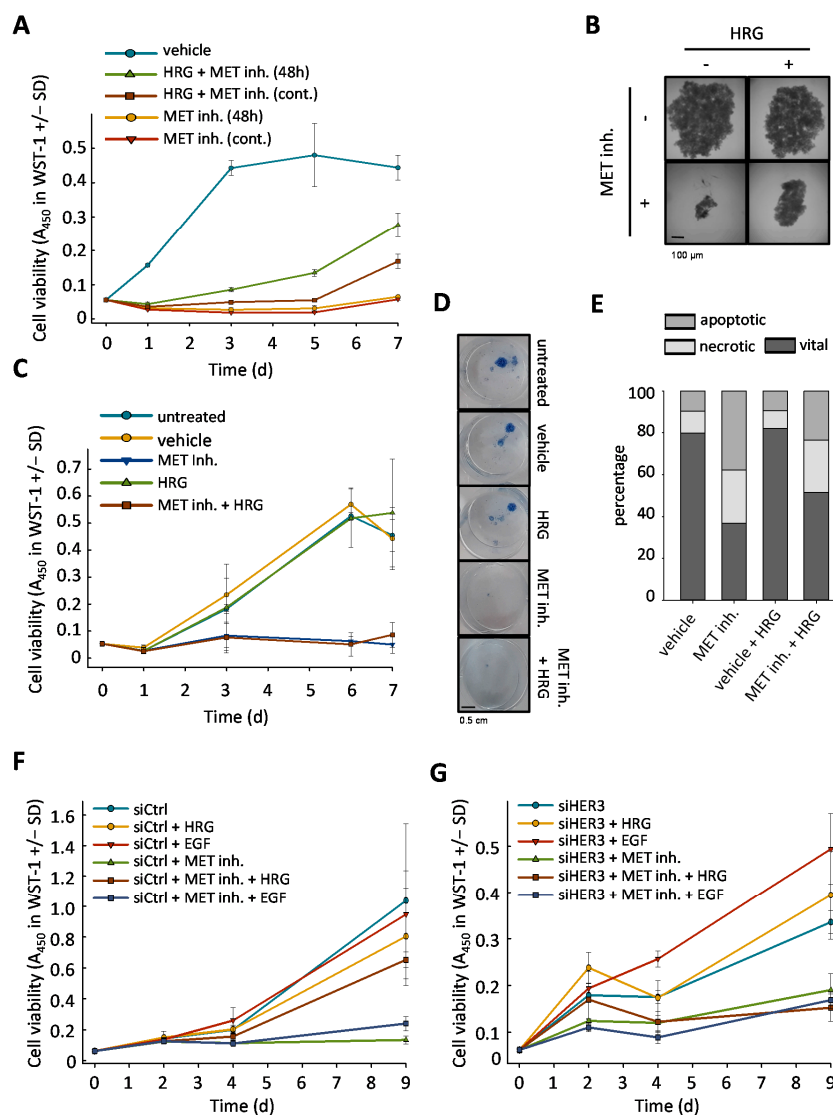 A
vehicle
HRG + MET inh. (48h)
HRG + MET inh. (cont.)
MET inh. (48h)
MET inh. (cont.)
Cell viability (A450 in WST-1 +/− SD)
0.5
0.4
0.3
0.2
0.1
0
0 1 3 5 7
Time (d)
B
HRG
- +
MET inh.
-
+
100 µm
C
untreated
vehicle
MET Inh.
HRG
MET inh. + HRG
Cell viability (A450 in WST-1 +/− SD)
0.7
0.6
0.5
0.4
0.3
0.2
0.1
0
0 1 2 3 4 5 6 7
Time (d)
D
untreated
vehicle
HRG
MET inh.
MET inh.
+ HRG
0.5 cm
E
apoptotic
necrotic vital
percentage
100
80
60
40
20
0
vehicle
MET inh.
vehicle + HRG
MET inh. + HRG
F
siCtrl
siCtrl + HRG
siCtrl + EGF
siCtrl + MET inh.
siCtrl + MET inh. + HRG
siCtrl + MET inh. + EGF
Cell viability (A450 in WST-1 +/− SD)
1.6
1.4
1.2
1.0
0.8
0.6
0.4
0.2
0
0 1 2 3 4 5 6 7 8 9
Time (d)
G
siHER3
siHER3 + HRG
siHER3 + EGF
siHER3 + MET inh.
siHER3 + MET inh. + HRG
siHER3 + MET inh. + EGF
Cell viability (A450 in WST-1 +/− SD)
0.5
0.4
0.3
0.2
0.1
0.1
0 1 2 3 4 5 6 7 8 9
Time (d)